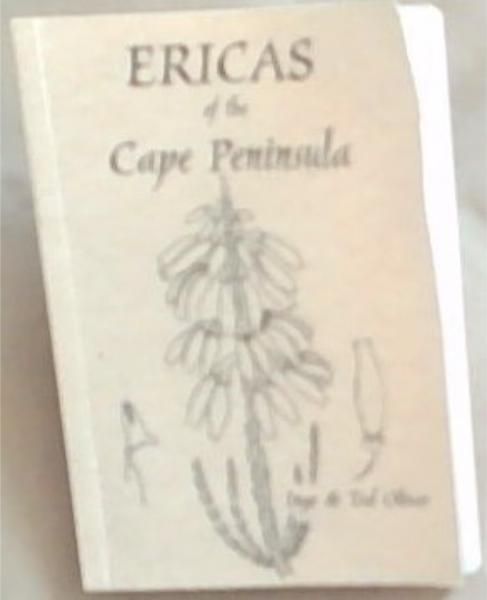 ERICAS
of the
Cape Peninsula
Inge & Ted Oliver